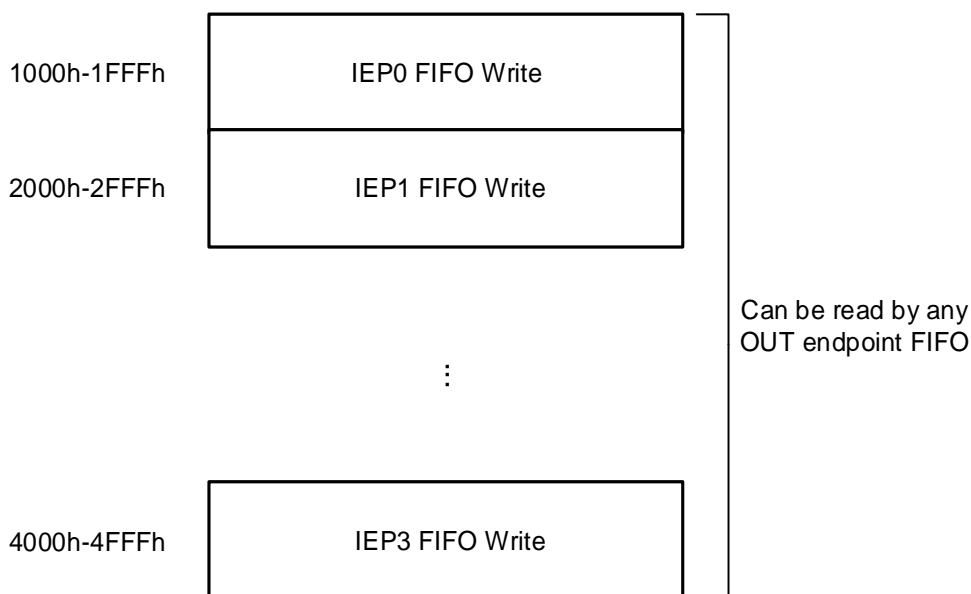 1000h-1FFFh
IEP0 FIFO Write
2000h-2FFFh
IEP1 FIFO Write
Can be read by any
OUT endpoint FIFO
...
4000h-4FFFh
IEP3 FIFO Write